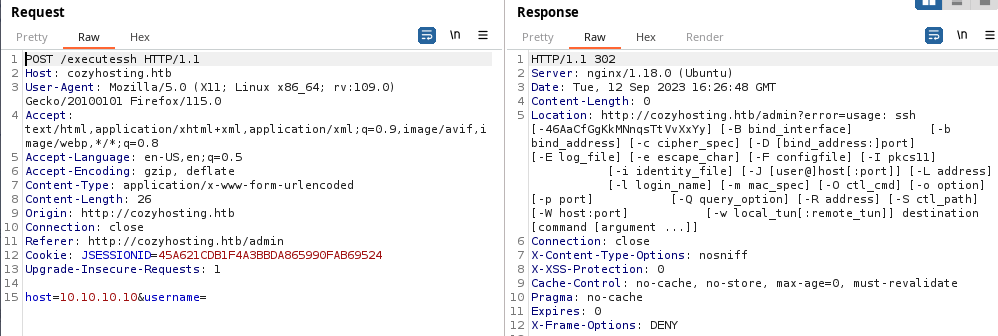 Request
Pretty Raw Hex
\n
1 POST /executessh HTTP/1.1
2 Host: cozyhosting.htb
3 User-Agent: Mozilla/5.0 (X11; Linux x86_64; rv:109.0)
Gecko/20100101 Firefox/115.0
4 Accept:
text/html,application/xhtml+xml,application/xml;q=0.9,image/avif,i
mage/webp,*/*;q=0.8
5 Accept-Language: en-US,en;q=0.5
6 Accept-Encoding: gzip, deflate
7 Content-Type: application/x-www-form-urlencoded
8 Content-Length: 26
9 Origin: http://cozyhosting.htb
10 Connection: close
11 Referer: http://cozyhosting.htb/admin
12 Cookie: JSESSIONID=45A621CDB1F4A3BBDA865990FAB69524
13 Upgrade-Insecure-Requests: 1
14
15 host=10.10.10.10&username=
Response
Pretty Raw Hex Render
\n
1 HTTP/1.1 302
2 Server: nginx/1.18.0 (Ubuntu)
3 Date: Tue, 12 Sep 2023 16:26:48 GMT
4 Content-Length: 0
5 Location: http://cozyhosting.htb/admin?error=usage: ssh
[-46AaCfGgKkMNnqsTtVvXxYy] [-B bind_interface] [-b
bind_address] [-c cipher_spec] [-D [bind_address:]port]
[-E log_file] [-e escape_char] [-F configfile] [-I pkcs11]
[-i identity_file] [-J [user@]host[:port]] [-L address]
[-l login_name] [-m mac_spec] [-O ctl_cmd] [-o option]
[-p port] [-Q query_option] [-R address] [-S ctl_path]
[-W host:port] [-w local_tun[:remote_tun]] destination
[command [argument ...]]
6 Connection: close
7 X-Content-Type-Options: nosniff
8 X-XSS-Protection: 0
9 Cache-Control: no-cache, no-store, max-age=0, must-revalidate
10 Pragma: no-cache
11 Expires: 0
12 X-Frame-Options: DENY